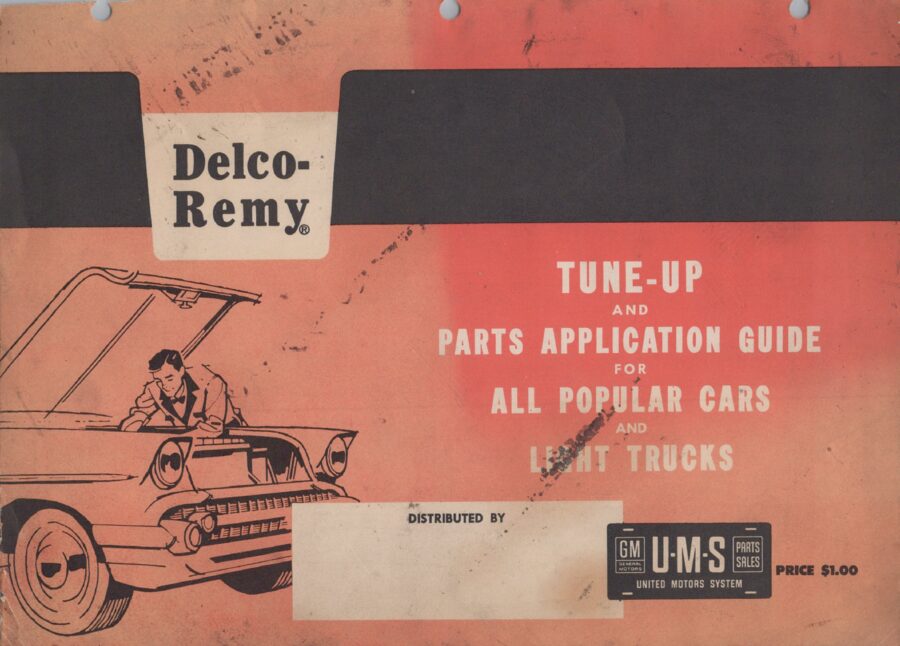 Delco-
Remy®
TUNE-UP
AND
PARTS APPLICATION GUIDE
FOR
ALL POPULAR CARS
AND
LIGHT TRUCKS
DISTRIBUTED BY
GM
GENERAL
MOTORS
U·M·S
PARTS
SALES
UNITED MOTORS SYSTEM
PRICE $1.00